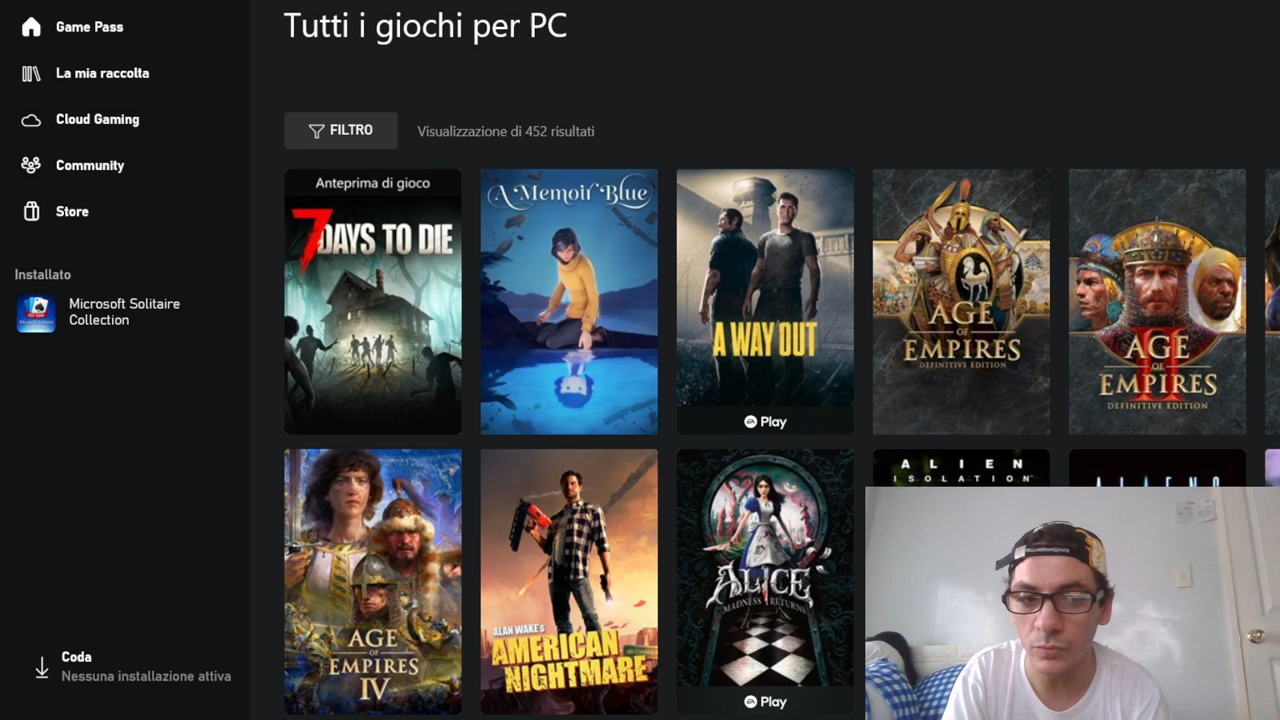 Game Pass
La mia raccolta
Cloud Gaming
Community
Store
Installato
Microsoft Solitaire
Collection
Coda
Nessuna installazione attiva
Tutti i giochi per PC
FILTRO
Visualizzazione di 452 risultati
Anteprima di gioco
7 DAYS TO DIE
A Memoir Blue
A WAY OUT
EA Play
AGE
OF
EMPIRES
DEFINITIVE EDITION
AGE
OF
EMPIRES
II
DEFINITIVE EDITION
AGE
OF
EMPIRES
IV
ALAN WAKE'S
AMERICAN
NIGHTMARE
ALICE
MADNESS RETURNS
EA Play
ALIEN
ISOLATION